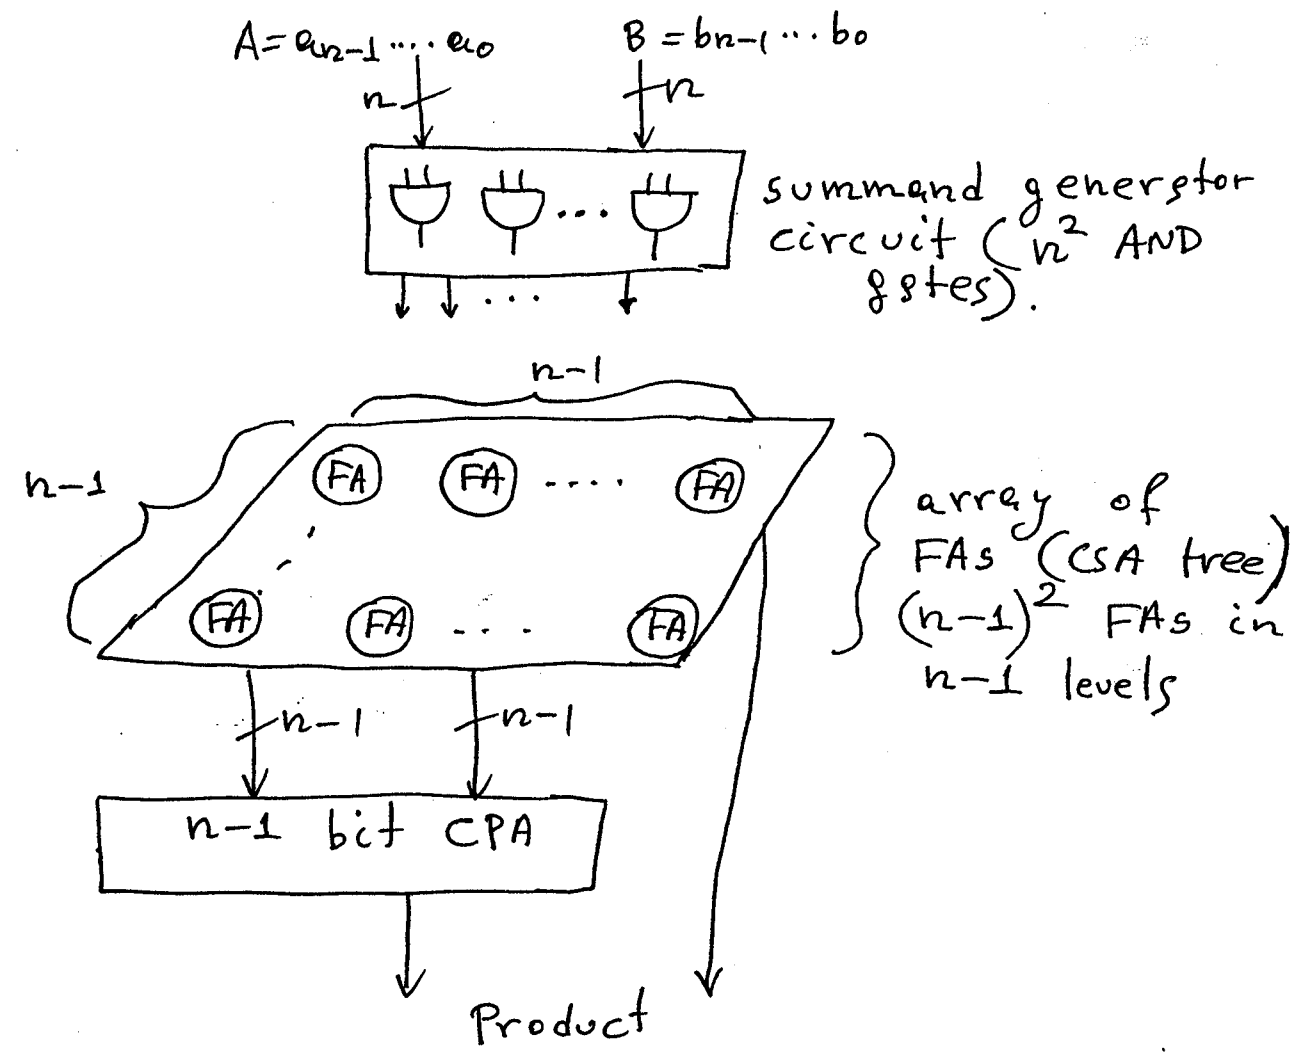 A = aₙ₋₁ .... a₀
B = bₙ₋₁ ... b₀
n
n
summand generator
circuit ( n² AND
gates).
...
...
n-1
n-1
FA FA .... FA
FA FA .... FA
array of
FAs (CSA tree)
(n-1)² FAs in
n-1 levels
n-1
n-1
n-1 bit CPA
Product